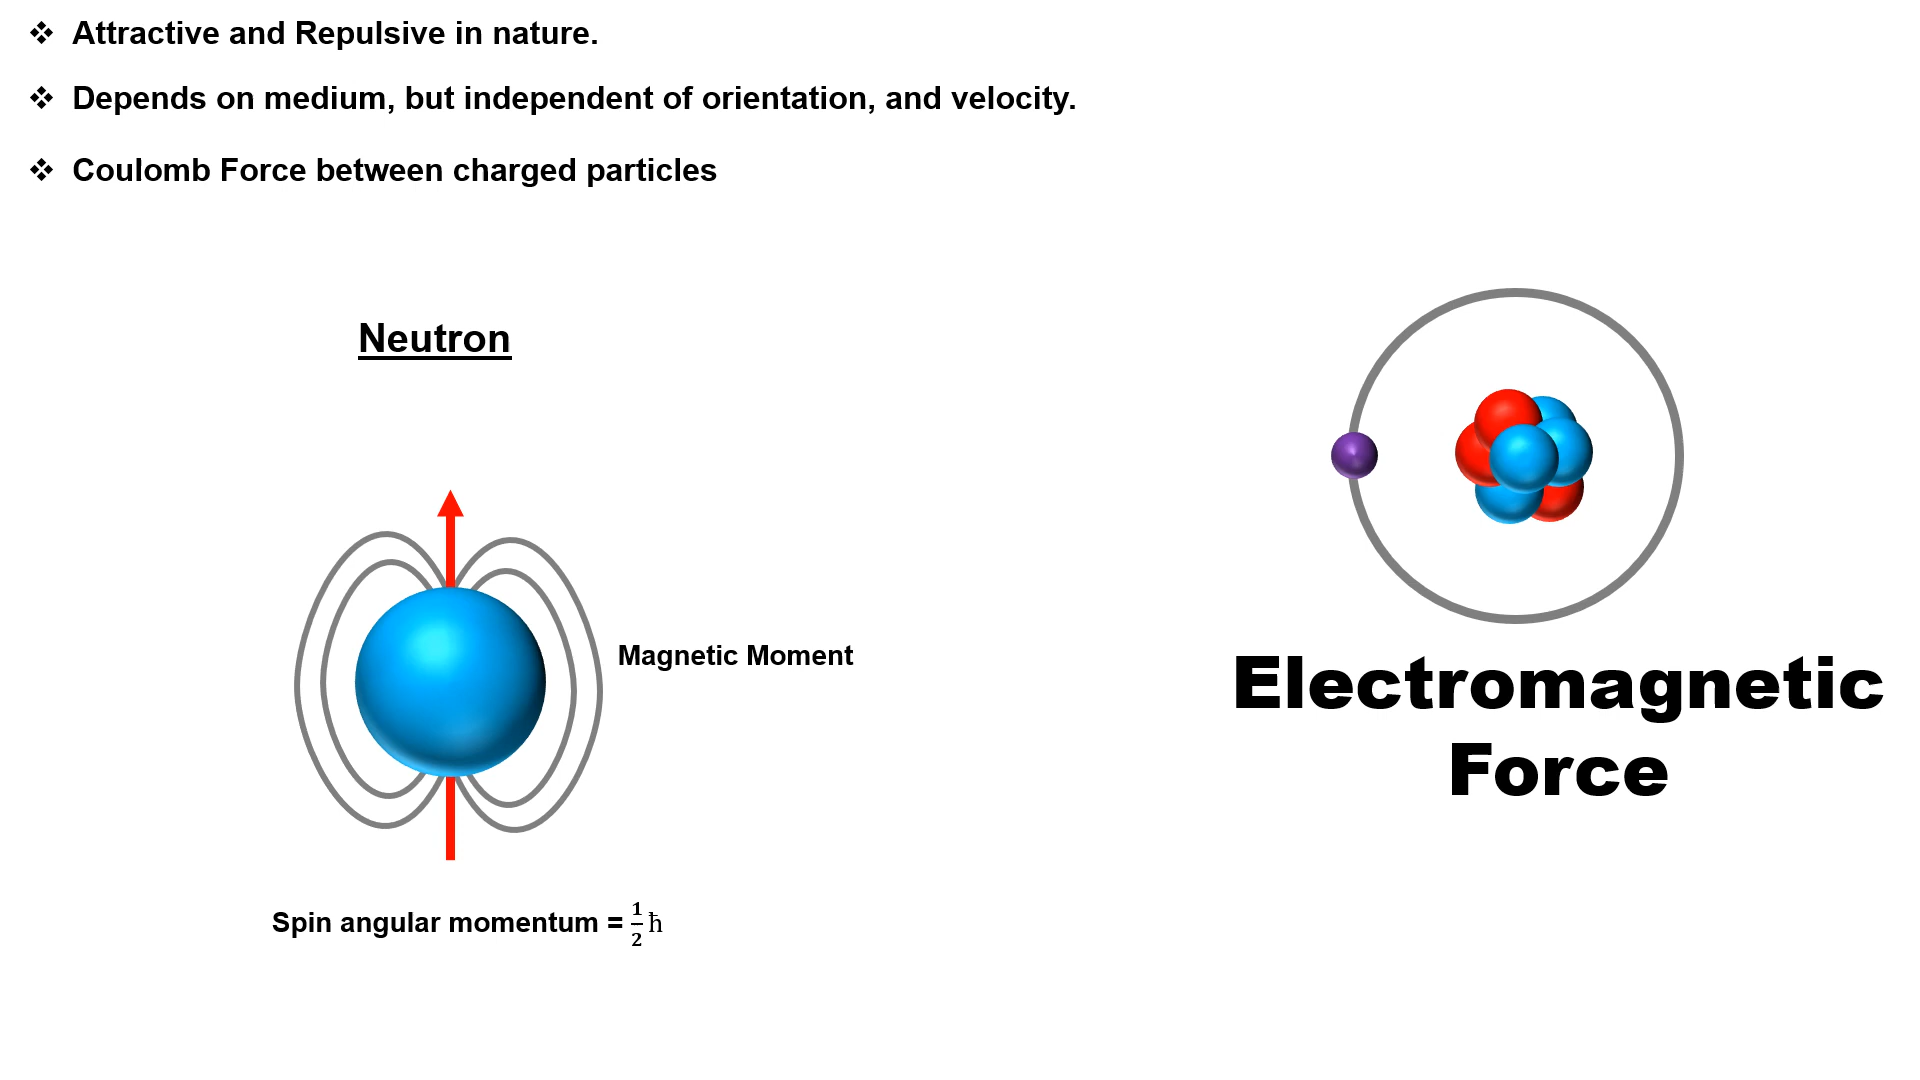 ❖ Attractive and Repulsive in nature.
❖ Depends on medium, but independent of orientation, and velocity.
❖ Coulomb Force between charged particles
Neutron
Magnetic Moment
Spin angular momentum = 1/2 ħ
Electromagnetic
Force